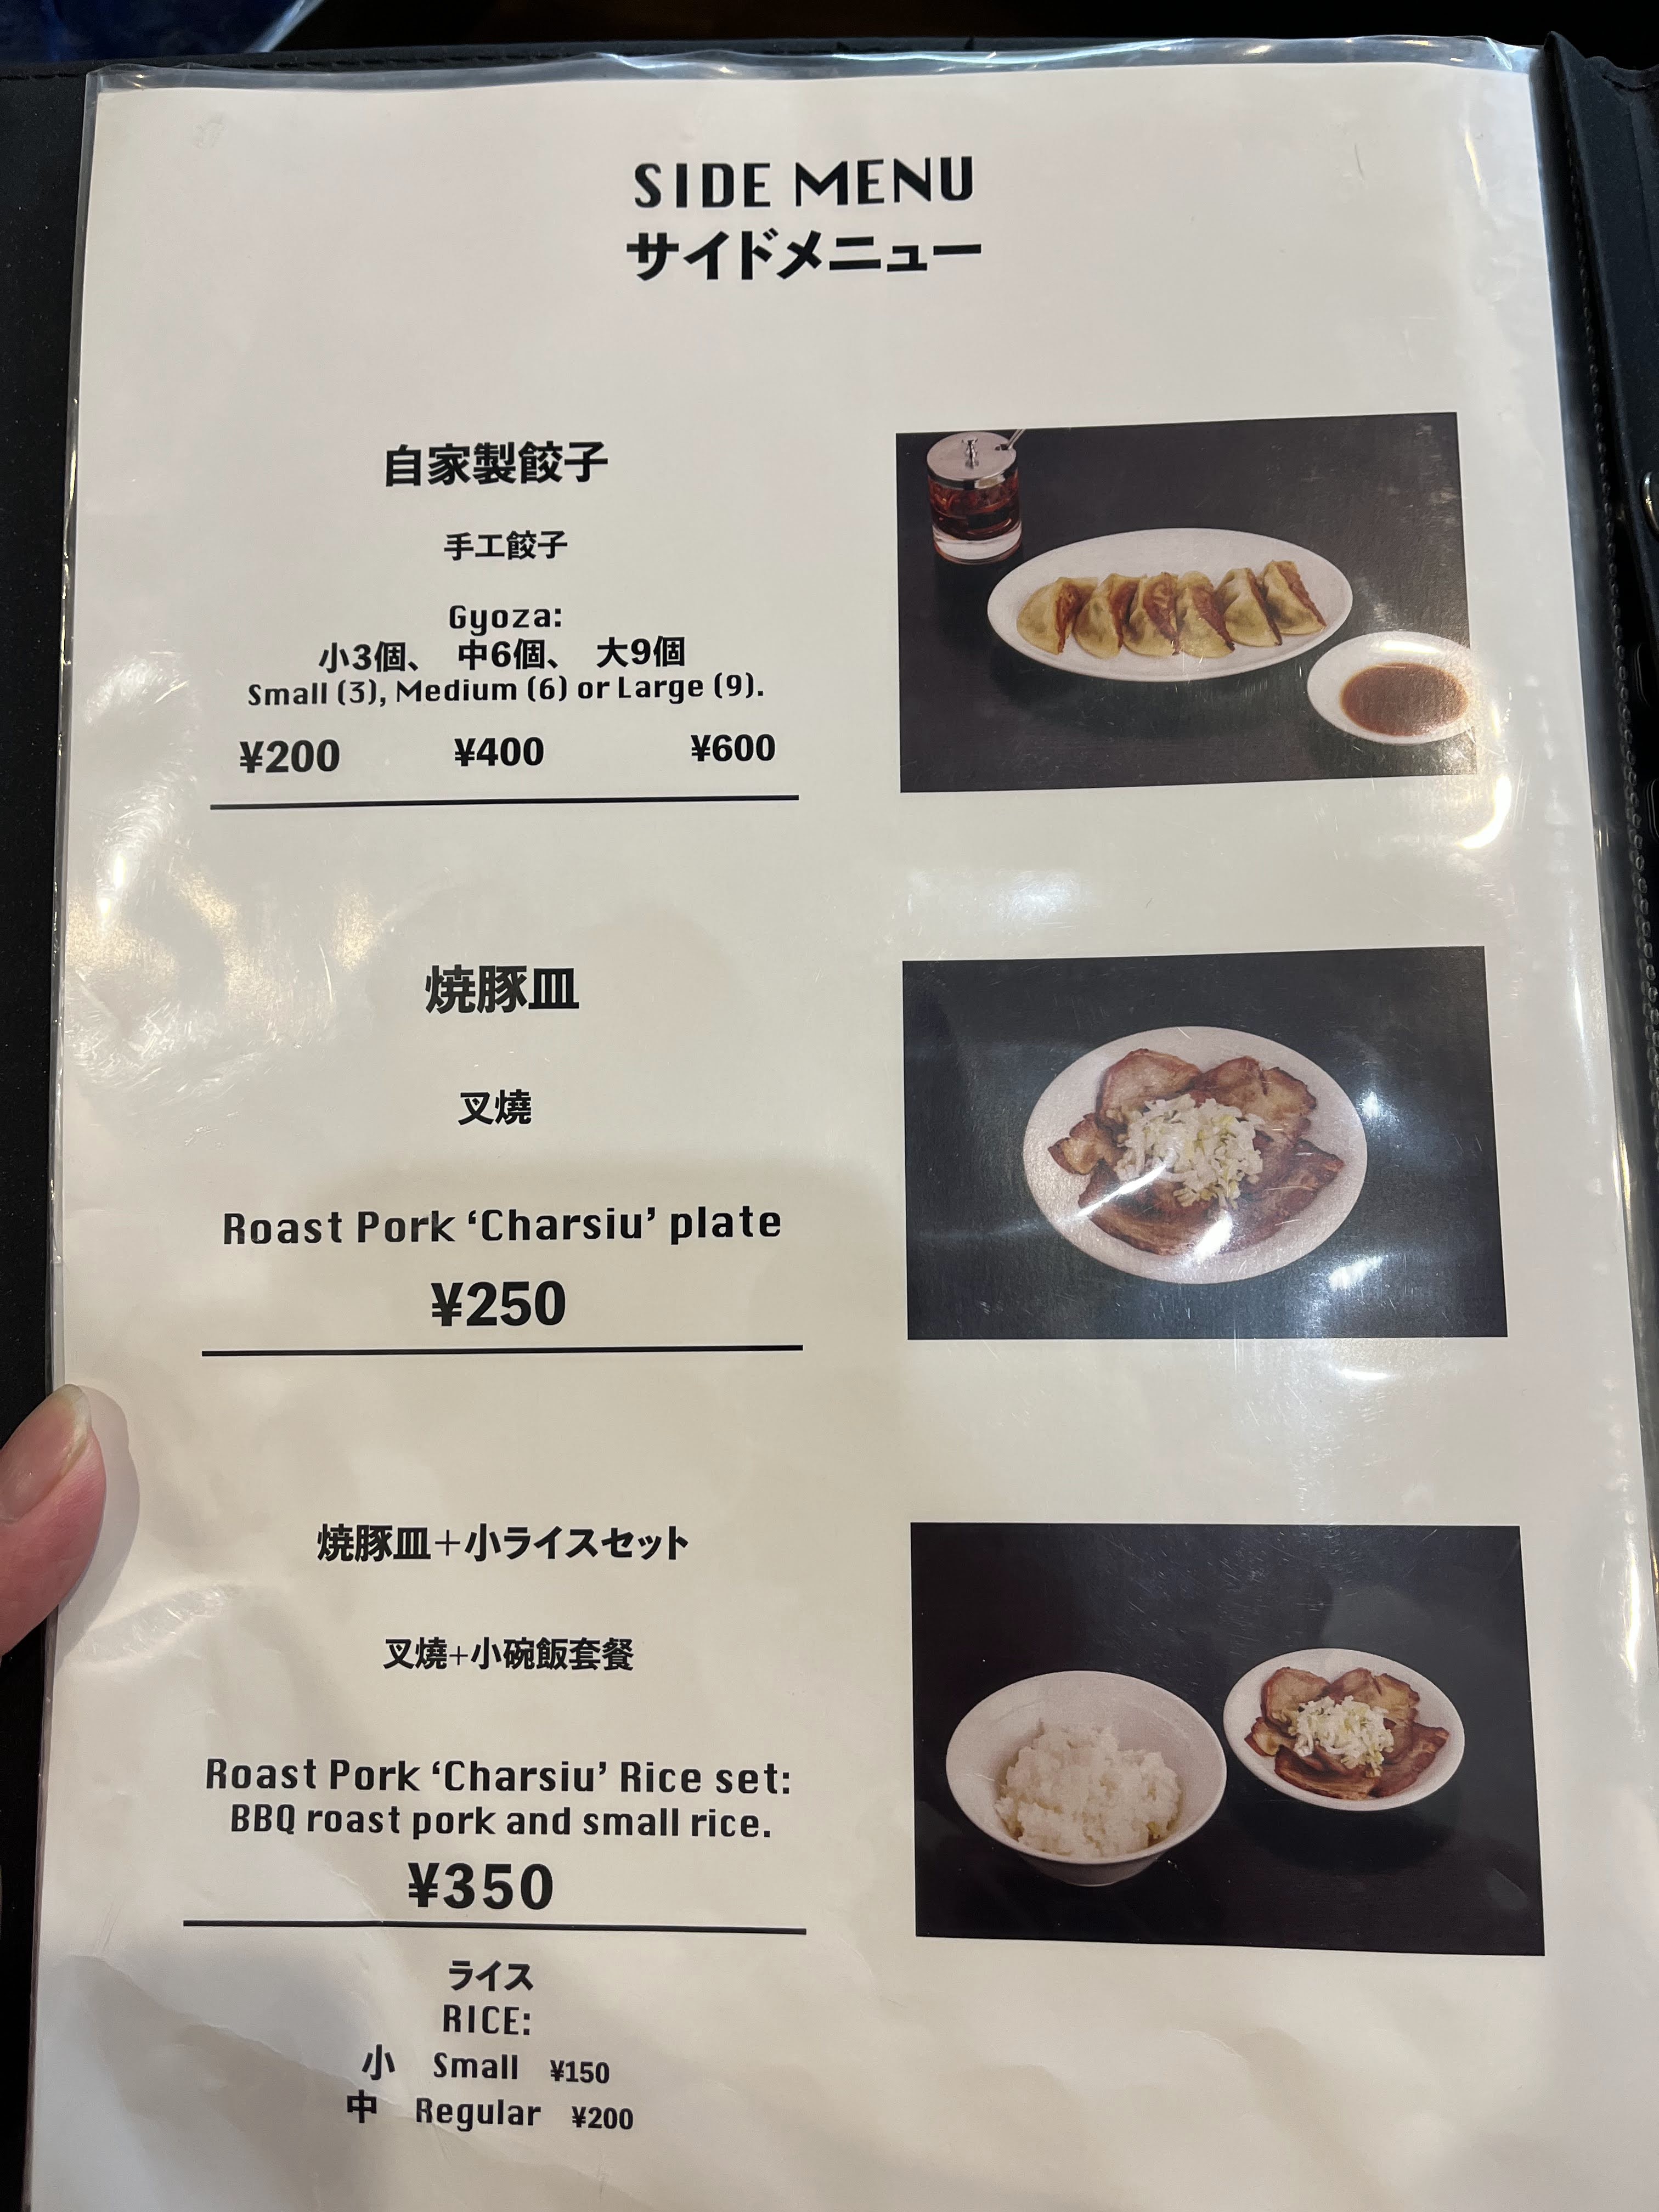 SIDE MENU
サイドメニュー
自家製餃子
手工餃子
Gyoza:
小3個、 中6個、 大9個
Small (3), Medium (6) or Large (9).
¥200 ¥400 ¥600
焼豚皿
叉燒
Roast Pork ‘Charsiu’ plate
¥250
焼豚皿＋小ライスセット
叉燒+小碗飯套餐
Roast Pork ‘Charsiu’ Rice set:
BBQ roast pork and small rice.
¥350
ライス
RICE:
小 Small ¥150
中 Regular ¥200